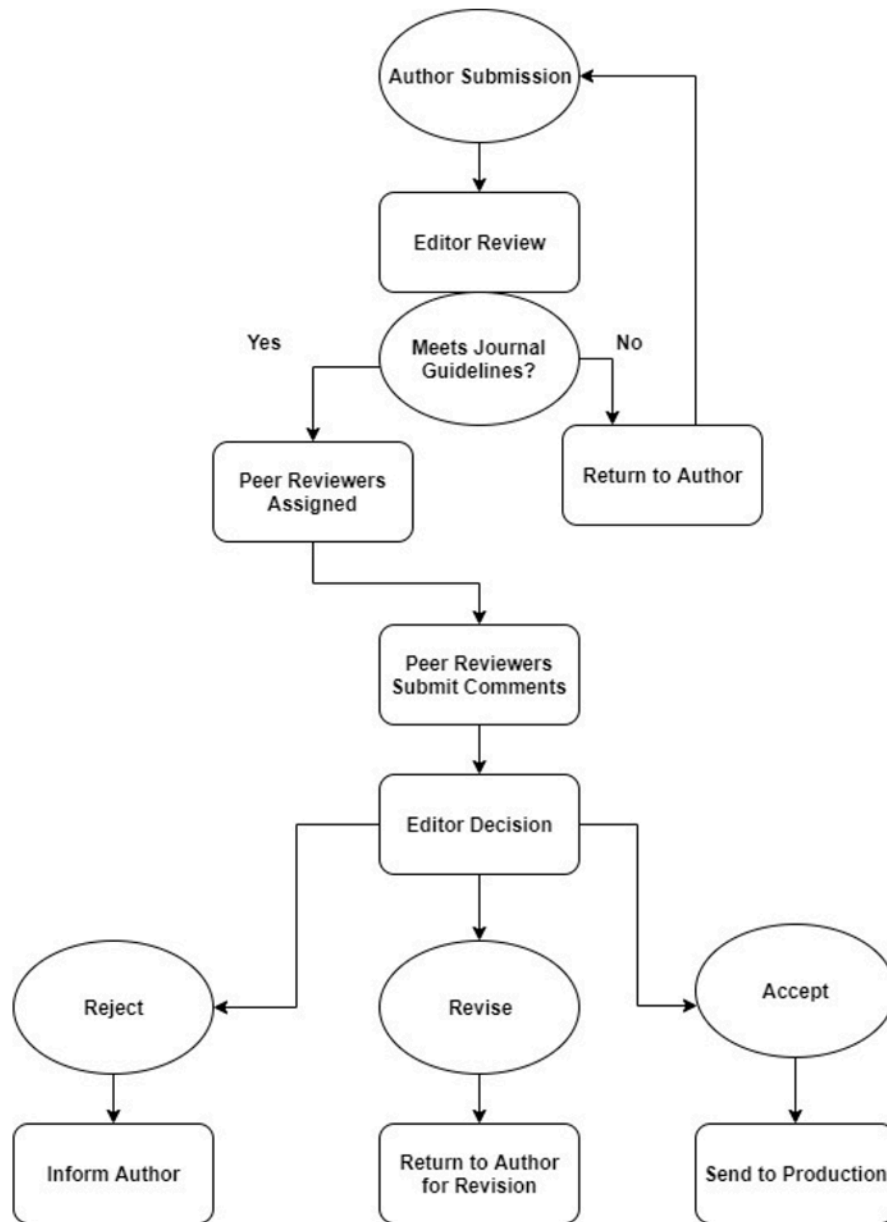 Author Submission
Editor Review
Yes
Meets Journal
Guidelines?
No
Peer Reviewers
Assigned
Return to Author
Peer Reviewers
Submit Comments
Editor Decision
Reject
Revise
Accept
Inform Author
Return to Author
for Revision
Send to Production